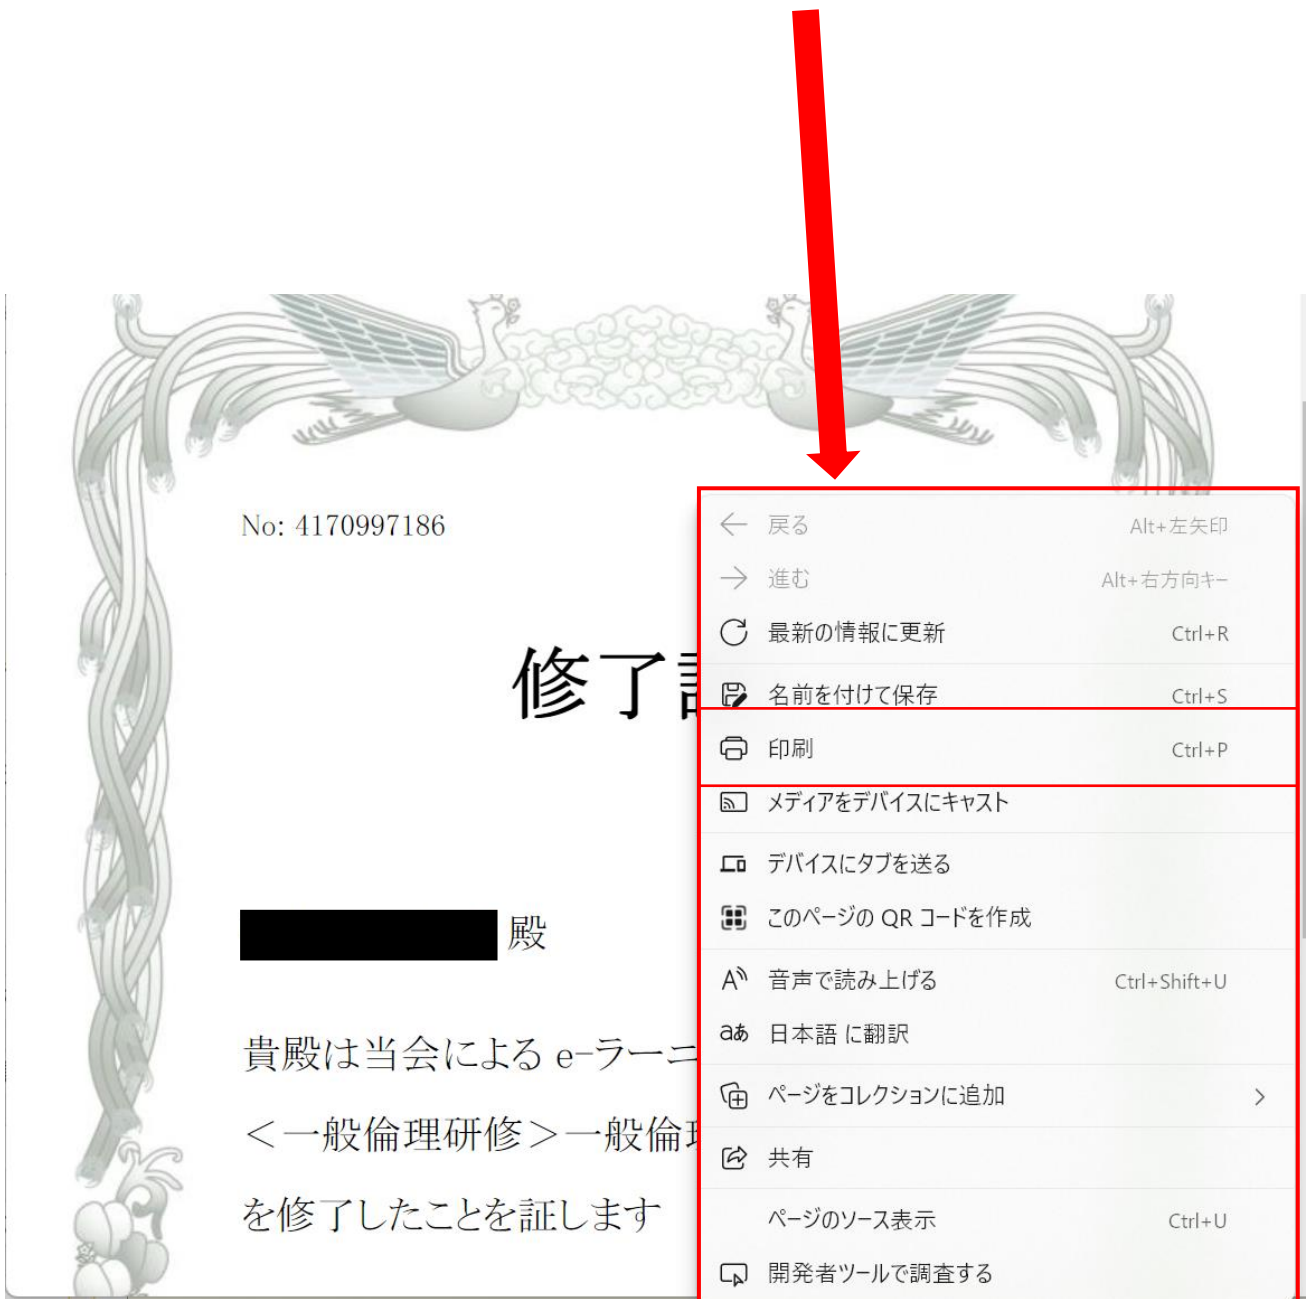 No: 4170997186
修了
殿
貴殿は当会による e-ラーニ
＜一般倫理研修＞一般倫
を修了したことを証します
戻る Alt+左矢印
進む Alt+右方向キー
最新の情報に更新 Ctrl+R
名前を付けて保存 Ctrl+S
印刷 Ctrl+P
メディアをデバイスにキャスト
デバイスにタブを送る
このページの QR コードを作成
音声で読み上げる Ctrl+Shift+U
日本語 に翻訳
ページをコレクションに追加
共有
ページのソース表示 Ctrl+U
開発者ツールで調査する